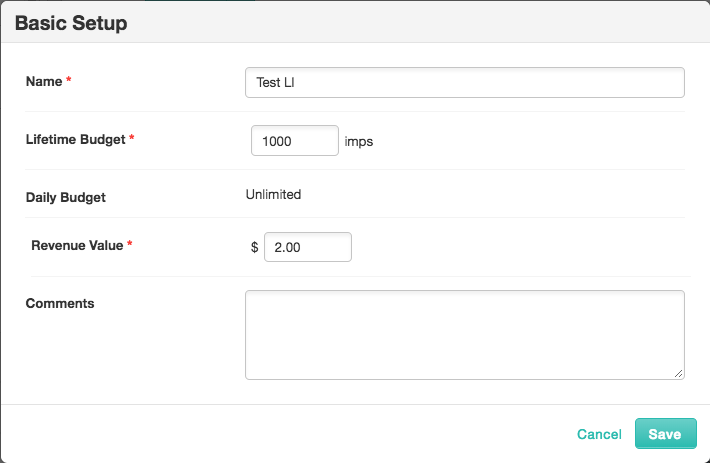 Basic Setup
Name * Test LI
Lifetime Budget * 1000 imps
Daily Budget Unlimited
Revenue Value * $ 2.00
Comments
Cancel Save